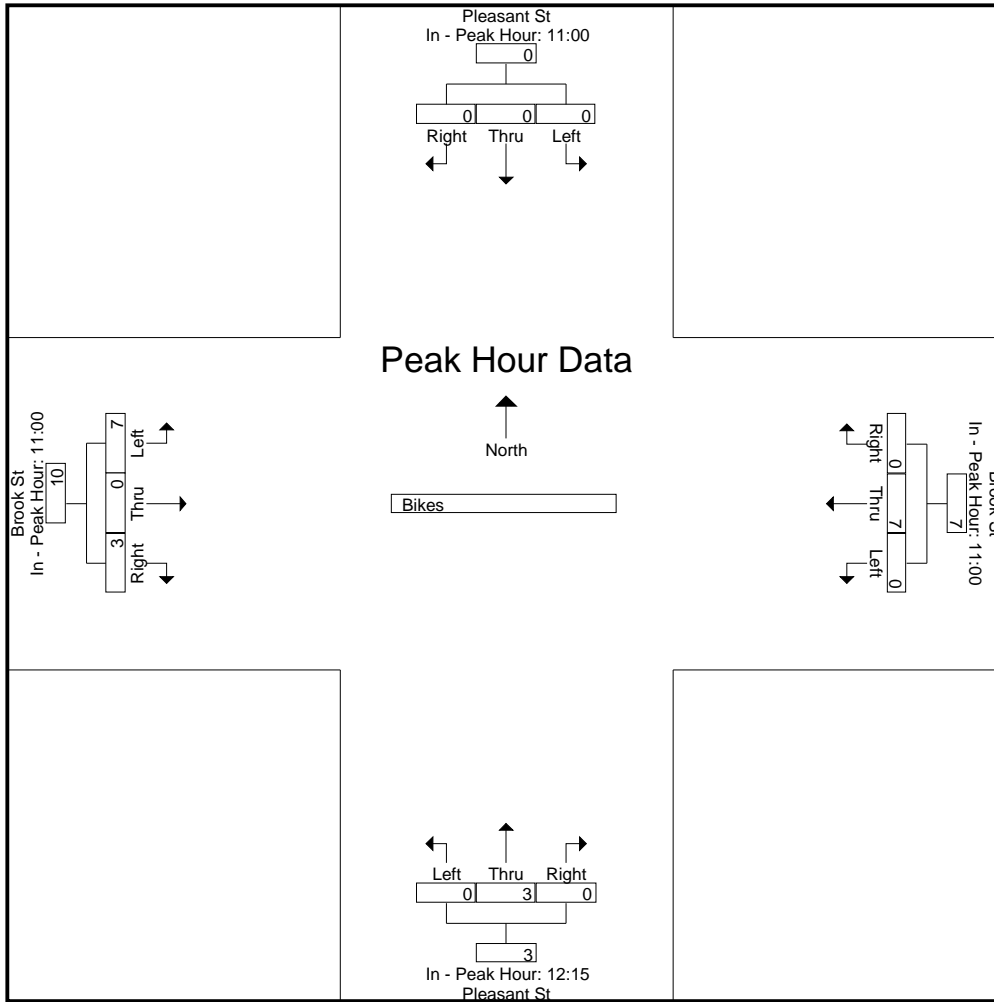 Pleasant St
In - Peak Hour: 11:00
0
0 0 0
Right Thru Left
Peak Hour Data
North
Bikes
Brook St
In - Peak Hour: 11:00
10
7 0 3
Left Thru Right
Brook St
In - Peak Hour: 11:00
7
0 7 0
Right Thru Left
Left Thru Right
0 3 0
3
In - Peak Hour: 12:15
Pleasant St